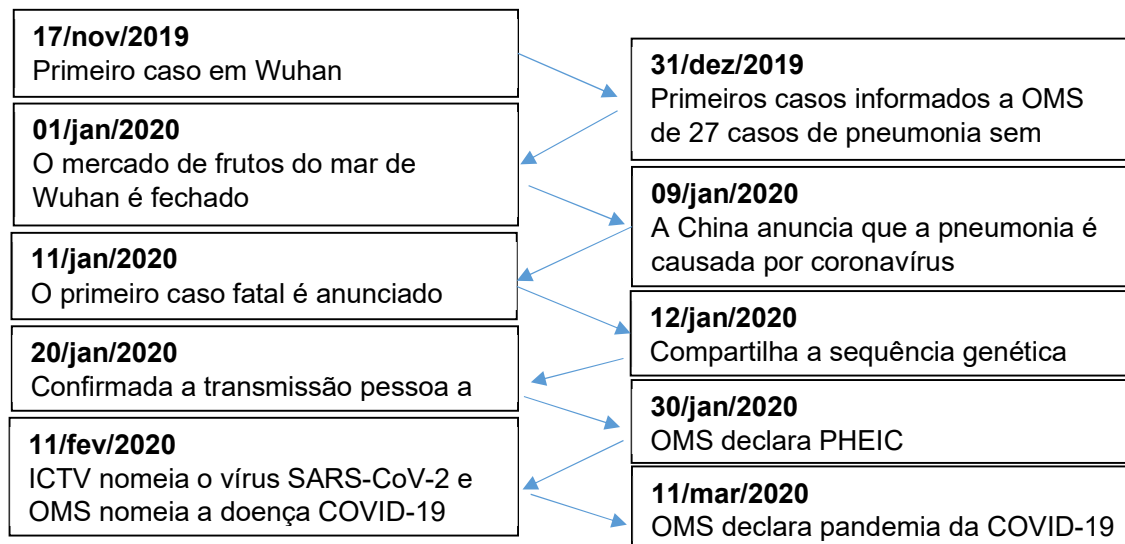 17/nov/2019
Primeiro caso em Wuhan
31/dez/2019
Primeiros casos informados a OMS
de 27 casos de pneumonia sem
01/jan/2020
O mercado de frutos do mar de
Wuhan é fechado
09/jan/2020
A China anuncia que a pneumonia é
causada por coronavírus
11/jan/2020
O primeiro caso fatal é anunciado
12/jan/2020
Compartilha a sequência genética
20/jan/2020
Confirmada a transmissão pessoa a
30/jan/2020
OMS declara PHEIC
11/fev/2020
ICTV nomeia o vírus SARS-CoV-2 e
OMS nomeia a doença COVID-19
11/mar/2020
OMS declara pandemia da COVID-19